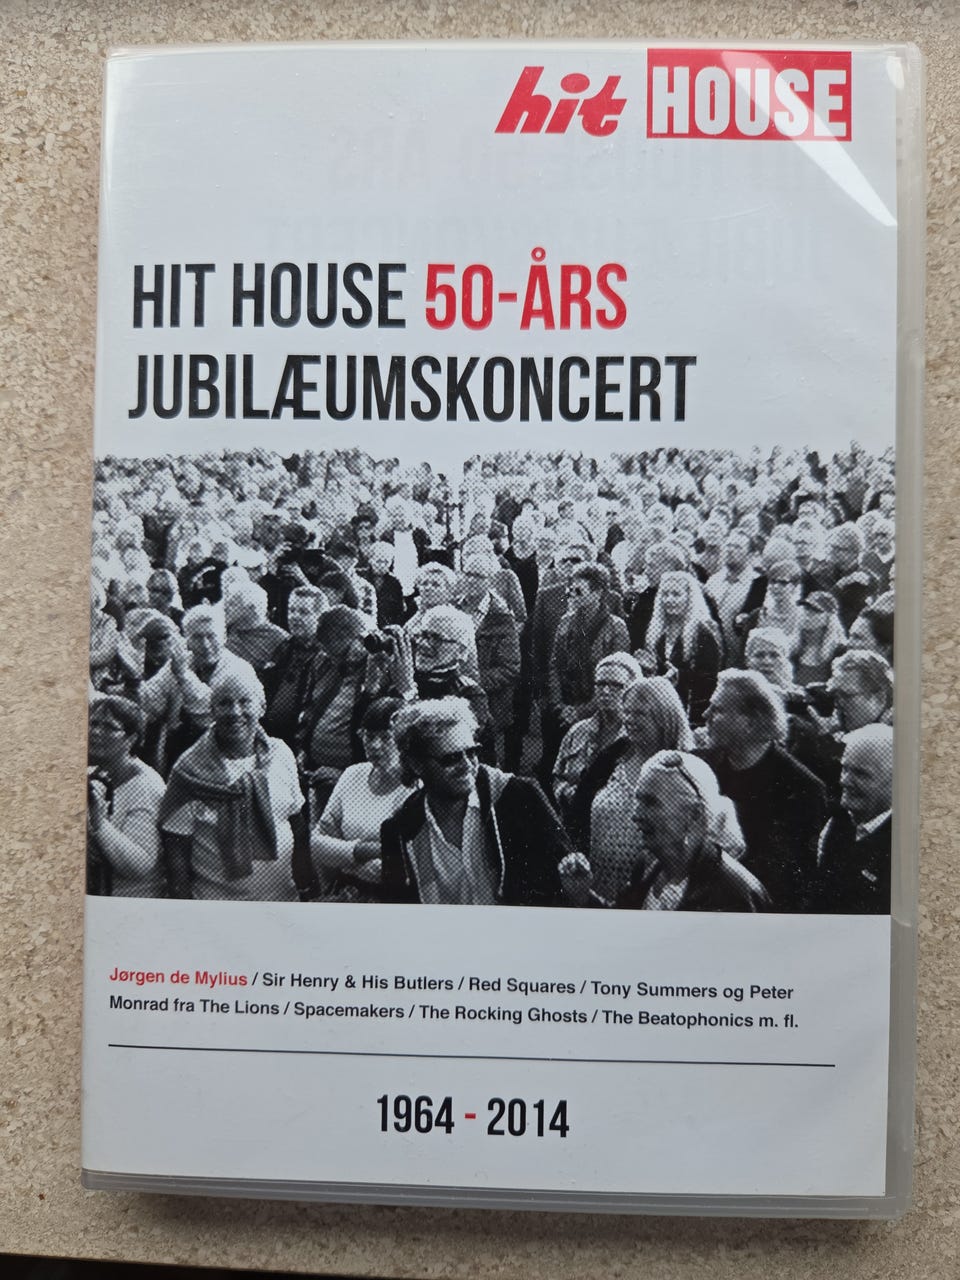 hit HOUSE
HIT HOUSE 50-ÅRS
JUBILÆUMSKONCERT
Jørgen de Mylius / Sir Henry & His Butlers / Red Squares / Tony Summers og Peter
Monrad fra The Lions / Spacemakers / The Rocking Ghosts / The Beatophonics m. fl.
1964 - 2014